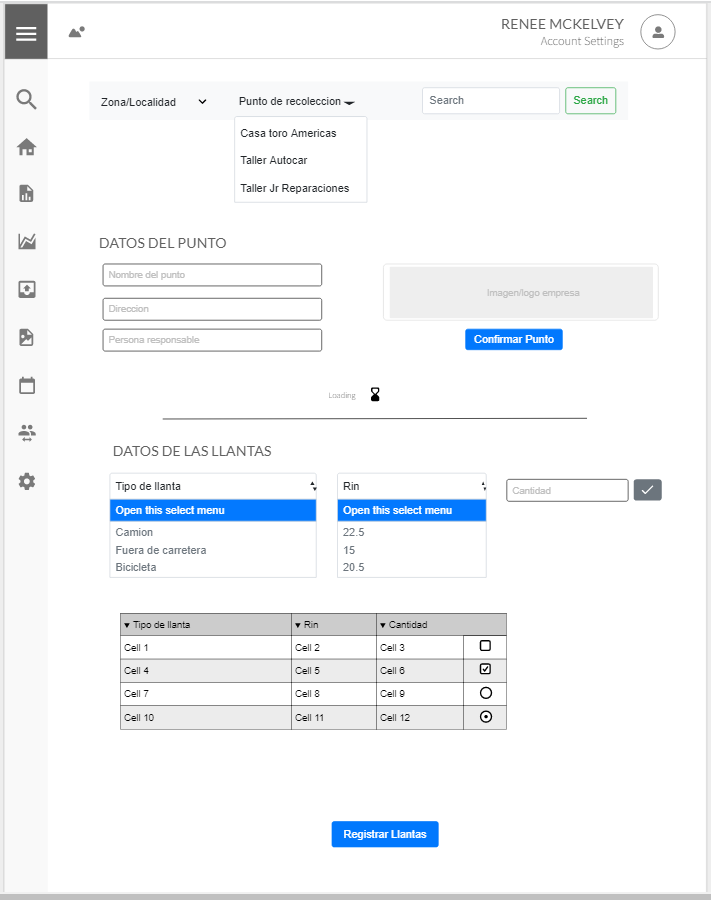 RENEE MCKELVEY
Account Settings
Zona/Localidad Punto de recoleccion Search Search
Casa toro Americas
Taller Autocar
Taller Jr Reparaciones
DATOS DEL PUNTO
Nombre del punto
Direccion
Persona responsable
Imagen/logo empresa
Confirmar Punto
Loading
DATOS DE LAS LLANTAS
Tipo de llanta Rin Cantidad
Open this select menu Open this select menu
Camion 22.5
Fuera de carretera 15
Bicicleta 20.5
Tipo de llanta Rin Cantidad
Cell 1 Cell 2 Cell 3
Cell 4 Cell 5 Cell 6
Cell 7 Cell 8 Cell 9
Cell 10 Cell 11 Cell 12
Registrar Llantas